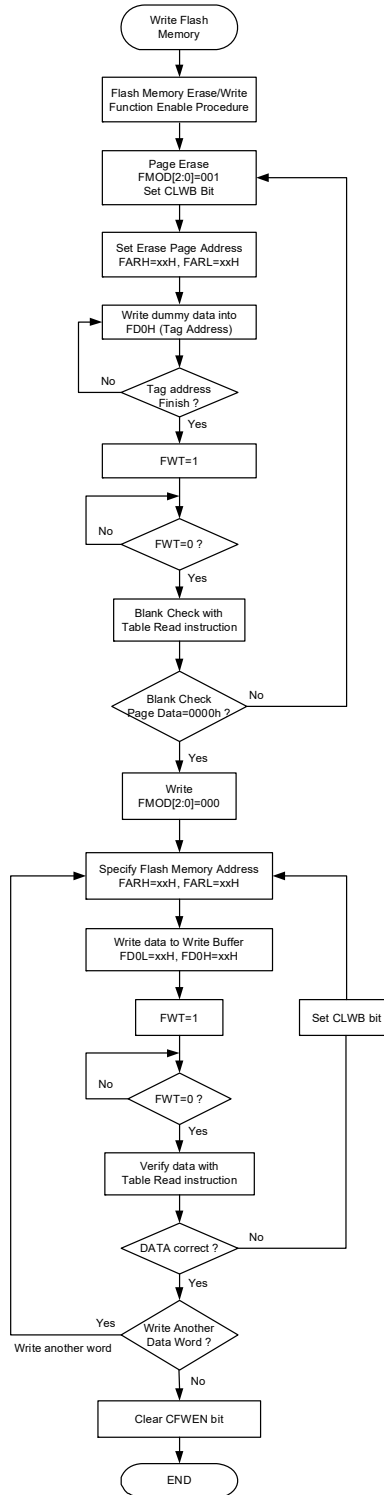 Write Flash
Memory
Flash Memory Erase/Write
Function Enable Procedure
Page Erase
FMOD[2:0]=001
Set CLWB Bit
Set Erase Page Address
FARH=xxH, FARL=xxH
Write dummy data into
FD0H (Tag Address)
No
Tag address
Finish ?
Yes
FWT=1
No
FWT=0 ?
Yes
Blank Check with
Table Read instruction
No
Blank Check
Page Data=0000h ?
Yes
Write
FMOD[2:0]=000
Specify Flash Memory Address
FARH=xxH, FARL=xxH
Write data to Write Buffer
FD0L=xxH, FD0H=xxH
FWT=1
Set CLWB bit
No
FWT=0 ?
Yes
Verify data with
Table Read instruction
DATA correct ?
No
Yes
Yes
Write another word
Write Another
Data Word ?
No
Clear CFWEN bit
END